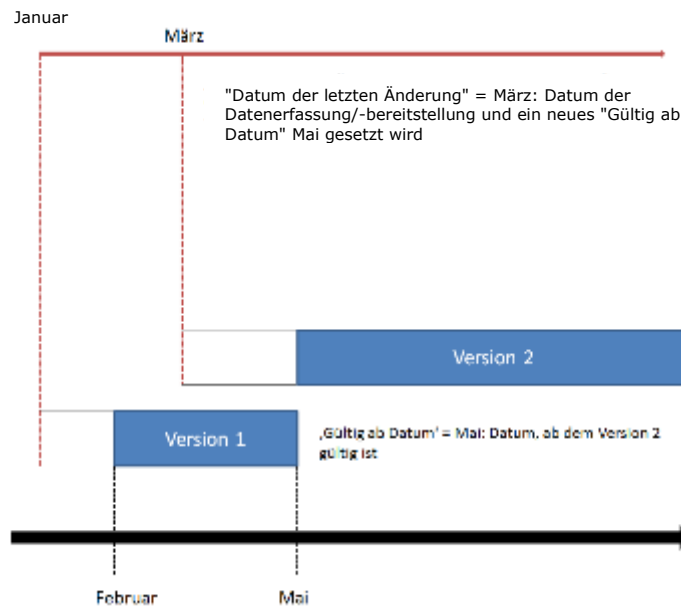 Januar
März
"Datum der letzten Änderung" = März: Datum der
Datenerfassung/-bereitstellung und ein neues "Gültig ab
Datum" Mai gesetzt wird
Version 2
Version 1
‚Gültig ab Datum' = Mai: Datum, ab dem Version 2
gültig ist
Februar
Mai